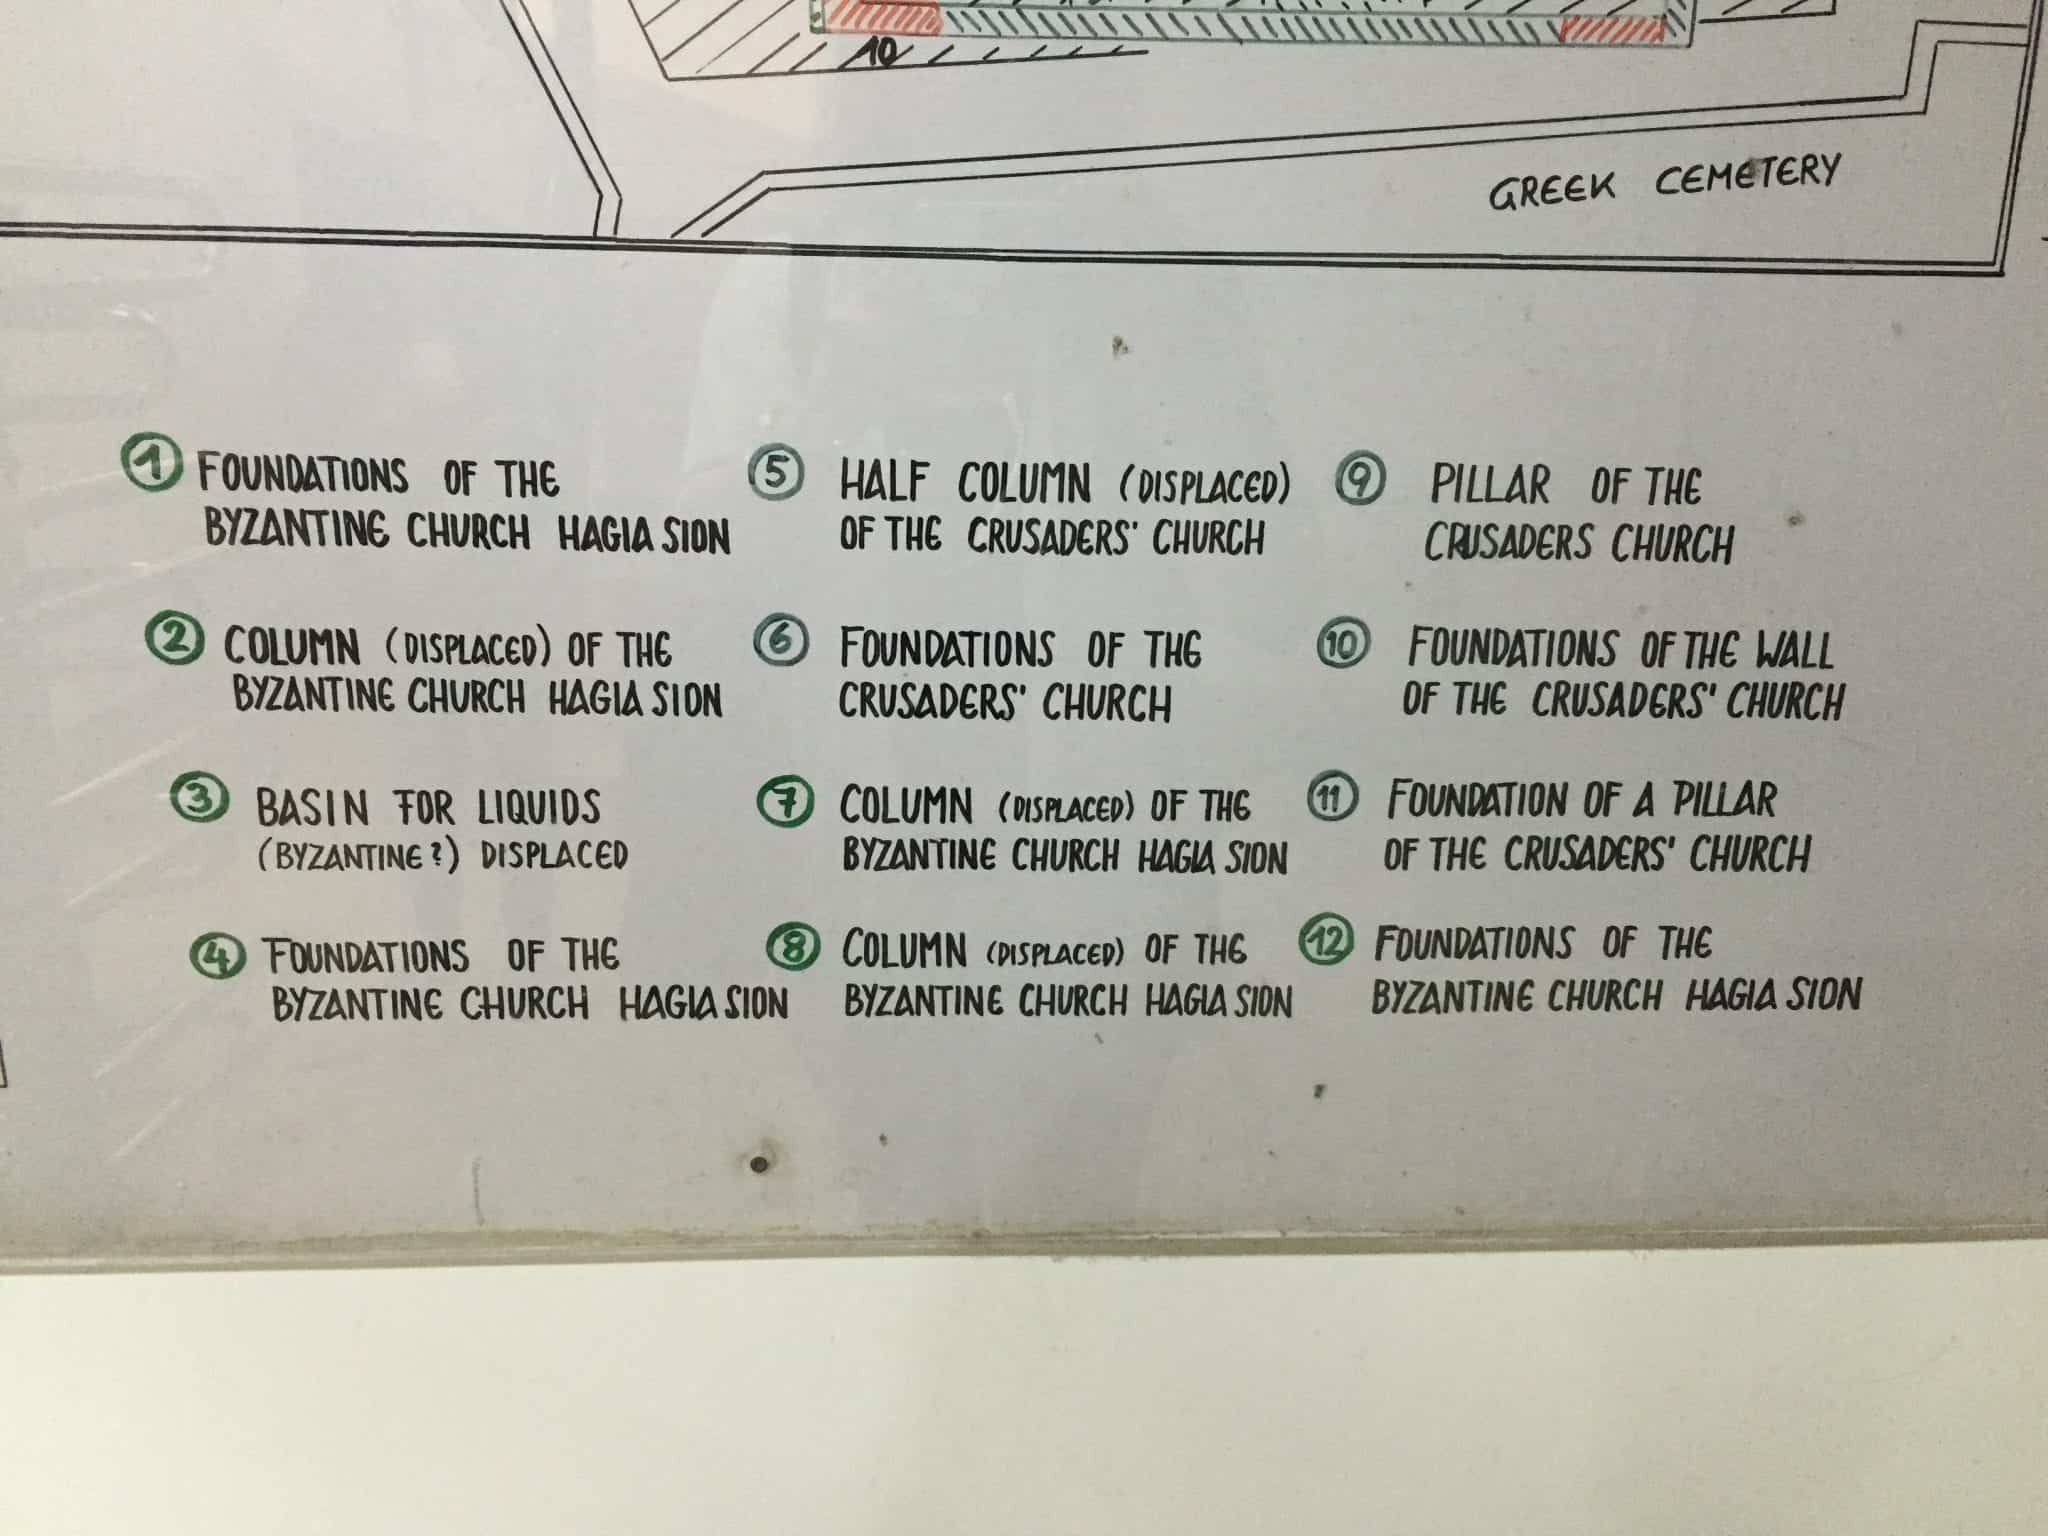 10
GREEK CEMETERY
1 FOUNDATIONS OF THE
BYZANTINE CHURCH HAGIA SION
2 COLUMN (DISPLACED) OF THE
BYZANTINE CHURCH HAGIA SION
3 BASIN FOR LIQUIDS
(BYZANTINE?) DISPLACED
4 FOUNDATIONS OF THE
BYZANTINE CHURCH HAGIA SION
5 HALF COLUMN (DISPLACED)
OF THE CRUSADERS' CHURCH
6 FOUNDATIONS OF THE
CRUSADERS' CHURCH
7 COLUMN (DISPLACED) OF THE
BYZANTINE CHURCH HAGIA SION
8 COLUMN (DISPLACED) OF THE
BYZANTINE CHURCH HAGIA SION
9 PILLAR OF THE
CRUSADERS CHURCH
10 FOUNDATIONS OF THE WALL
OF THE CRUSADERS' CHURCH
11 FOUNDATION OF A PILLAR
OF THE CRUSADERS' CHURCH
12 FOUNDATIONS OF THE
BYZANTINE CHURCH HAGIA SION